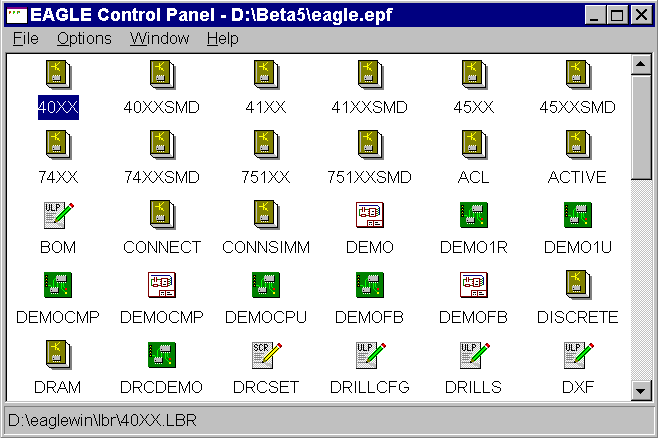 EAGLE Control Panel - D:\Beta5\eagle.epf
File Options Window Help
40XX 40XXSMD 41XX 41XXSMD 45XX 45XXSMD
74XX 74XXSMD 751XX 751XXSMD ACL ACTIVE
ULP
BOM CONNECT CONNSIMM DEMO DEMO1R DEMO1U
DEMOCMP DEMOCMP DEMOCPU DEMOFB DEMOFB DISCRETE
SCR ULP ULP ULP
DRAM DRCDEMO DRCSET DRILLCFG DRILLS DXF
D:\eaglewin\lbr\40XX.LBR